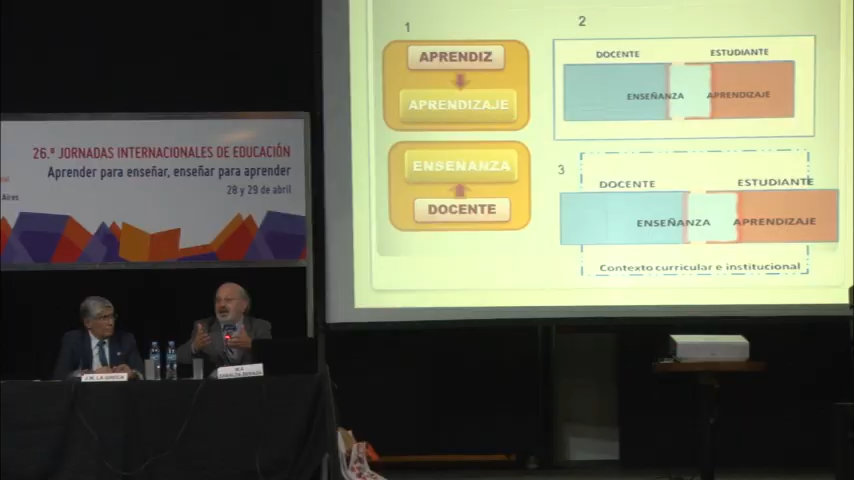 26.º JORNADAS INTERNACIONALES DE EDUCACIÓN
Aprender para enseñar, enseñar para aprender
28 y 29 de abril
Aires
1
APRENDIZ
APRENDIZAJE
ENSEÑANZA
DOCENTE
2
DOCENTE ESTUDIANTE
ENSEÑANZA APRENDIZAJE
3
DOCENTE ESTUDIANTE
ENSEÑANZA APRENDIZAJE
Contexto curricular e institucional